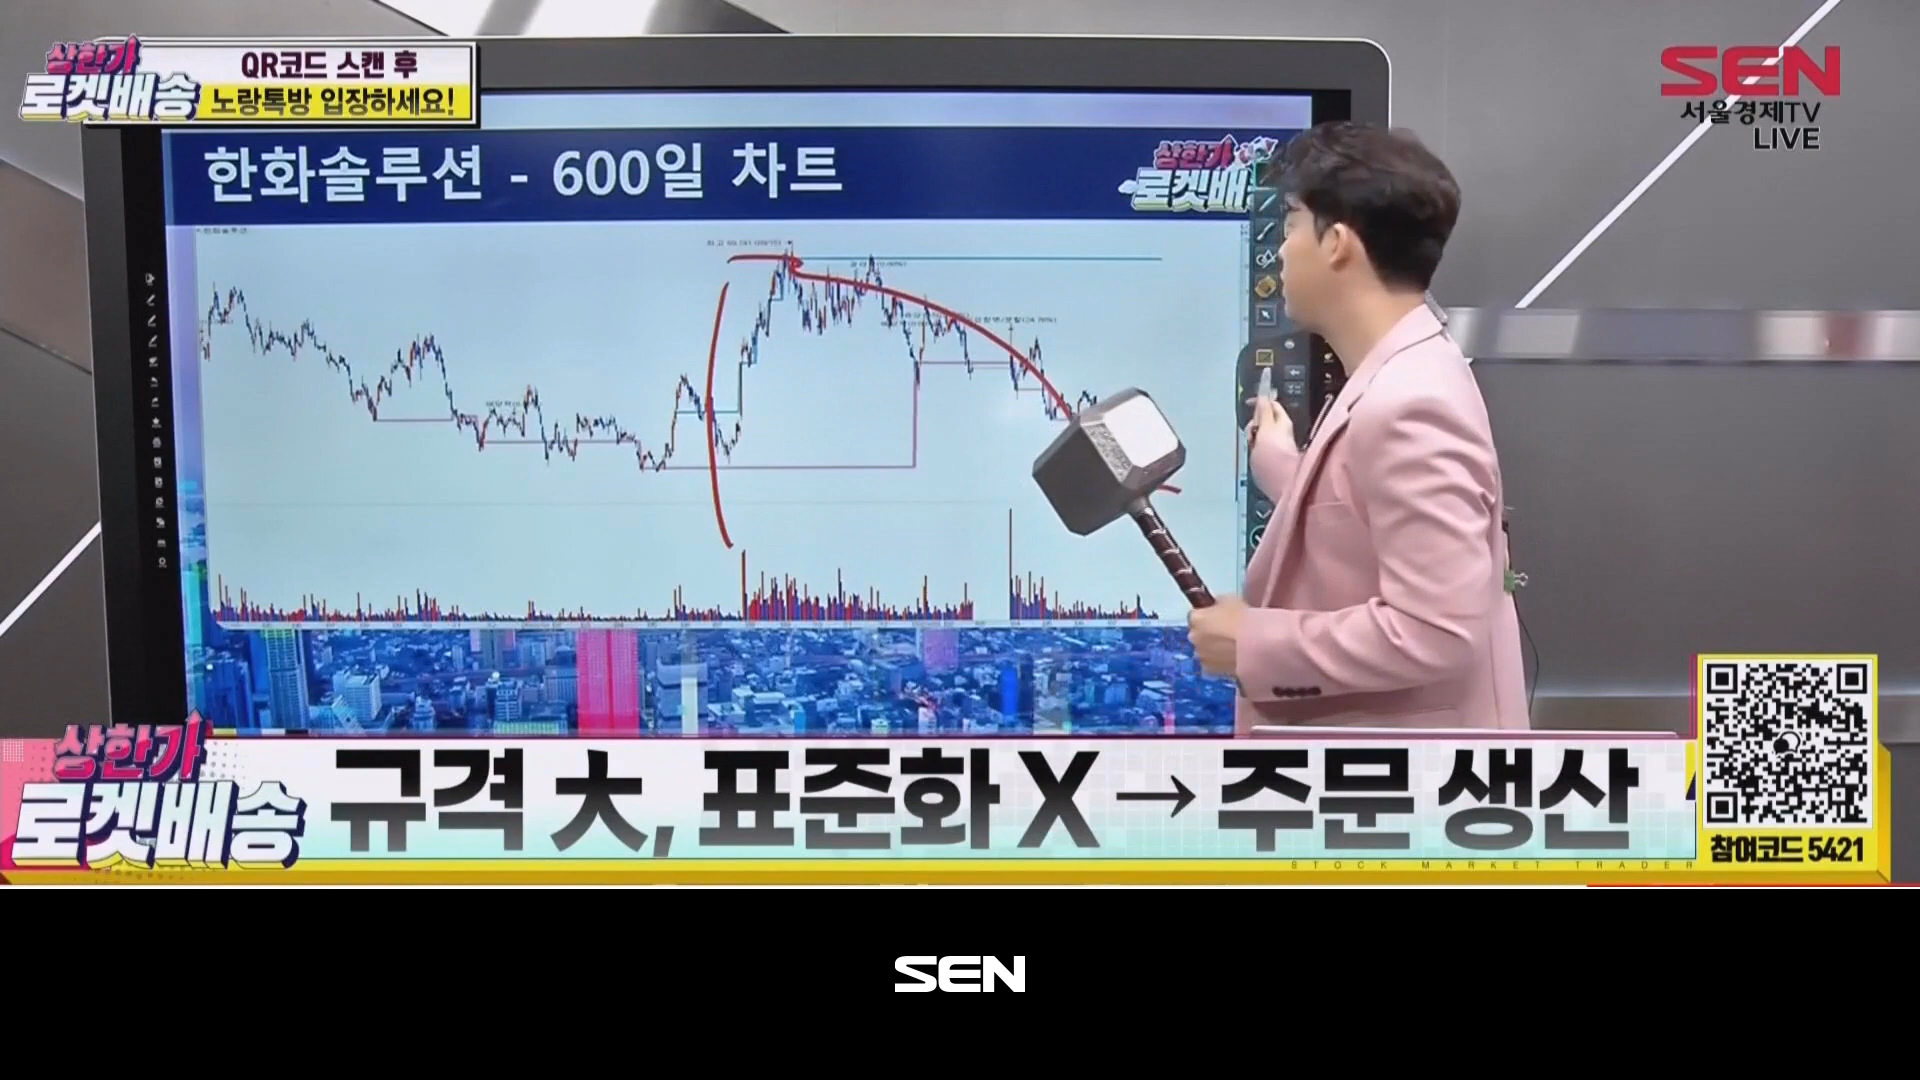 상한가
로켓배송
QR코드 스캔 후
노랑톡방 입장하세요!
SEN
서울경제TV
LIVE
한화솔루션 - 600일 차트
상한가
로켓배
상한가
로켓배송
규격 大, 표준화 X → 주문 생산
참여코드 5421
STOCK MARKET TRADER
SEN